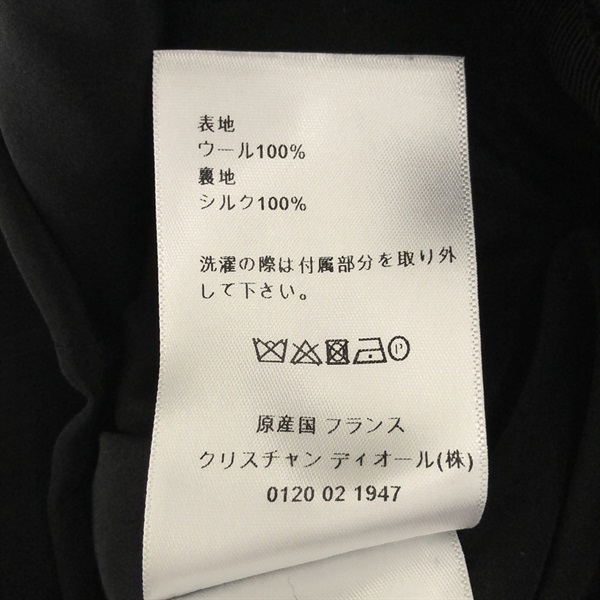 表地
ウール100%
裏地
シルク100%
洗濯の際は付属部分を取り外
して下さい。
P
原産国 フランス
クリスチャン ディオール(株)
0120 02 1947